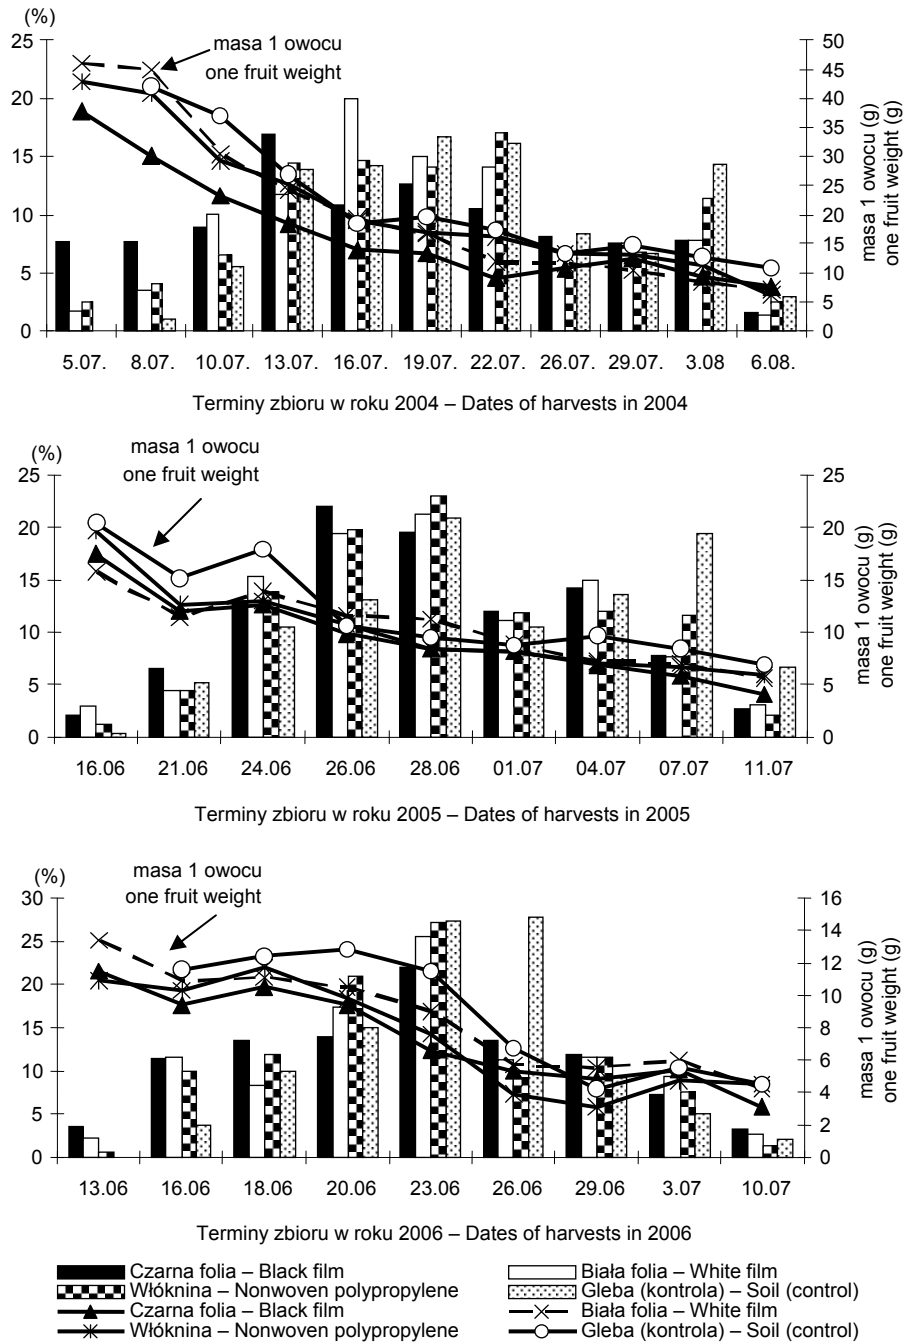 (%)
masa 1 owocu
one fruit weight
25
20
15
10
5
0
50
45
40
35
30
25
20
15
10
5
0
masa 1 owocu (g)
one fruit weight (g)
5.07. 8.07. 10.07. 13.07. 16.07. 19.07. 22.07. 26.07. 29.07. 3.08 6.08.
Terminy zbioru w roku 2004 – Dates of harvests in 2004
(%)
masa 1 owocu
one fruit weight
25
20
15
10
5
0
25
20
15
10
5
0
masa 1 owocu (g)
one fruit weight (g)
16.06 21.06 24.06 26.06 28.06 01.07 04.07 07.07 11.07
Terminy zbioru w roku 2005 – Dates of harvests in 2005
(%)
masa 1 owocu
one fruit weight
30
25
20
15
10
5
0
16
14
12
10
8
6
4
2
0
masa 1 owocu (g)
one fruit weight (g)
13.06 16.06 18.06 20.06 23.06 26.06 29.06 3.07 10.07
Terminy zbioru w roku 2006 – Dates of harvests in 2006
Czarna folia – Black film Biała folia – White film
Włóknina – Nonwoven polypropylene Gleba (kontrola) – Soil (control)
Czarna folia – Black film Biała folia – White film
Włóknina – Nonwoven polypropylene Gleba (kontrola) – Soil (control)